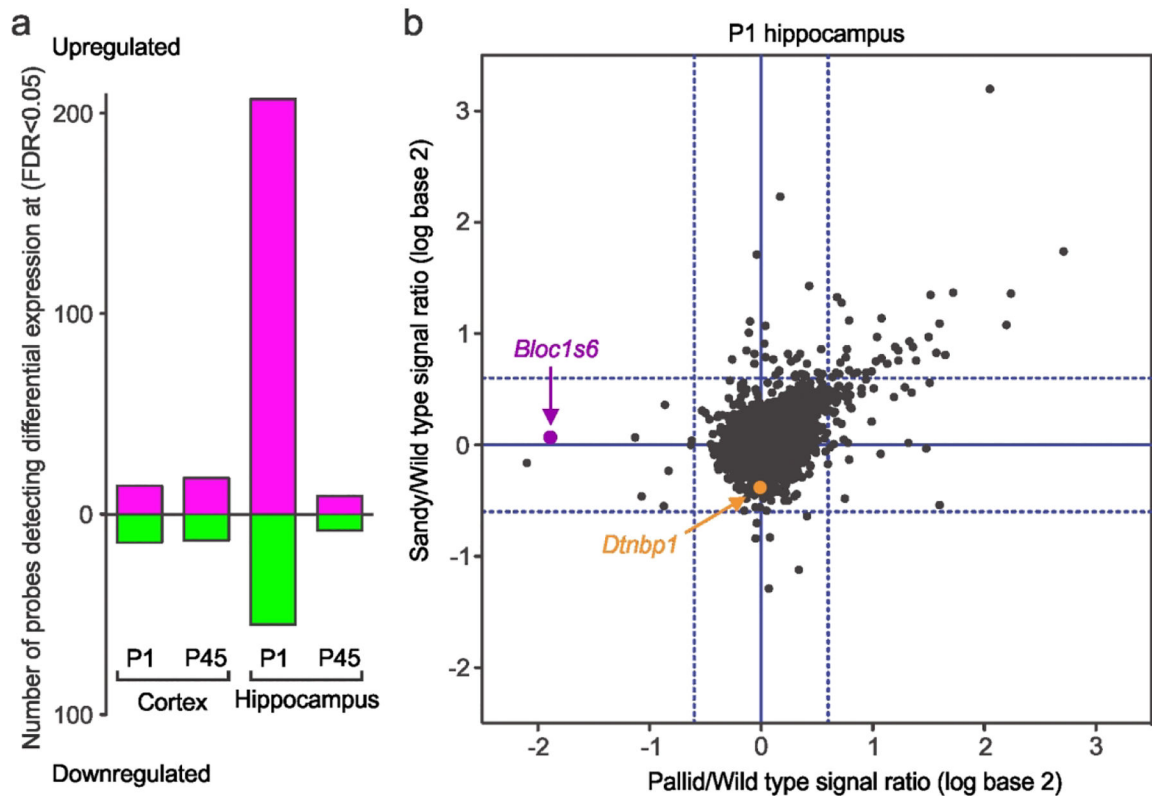 a
Upregulated
Number of probes detecting differential expression at (FDR<0.05)
200
100
0
100
P1 P45 P1 P45
Cortex Hippocampus
Downregulated
b
P1 hippocampus
Sandy/Wild type signal ratio (log base 2)
3
2
1
0
-1
-2
Bloc1s6
Dtnbp1
-2 -1 0 1 2 3
Pallid/Wild type signal ratio (log base 2)